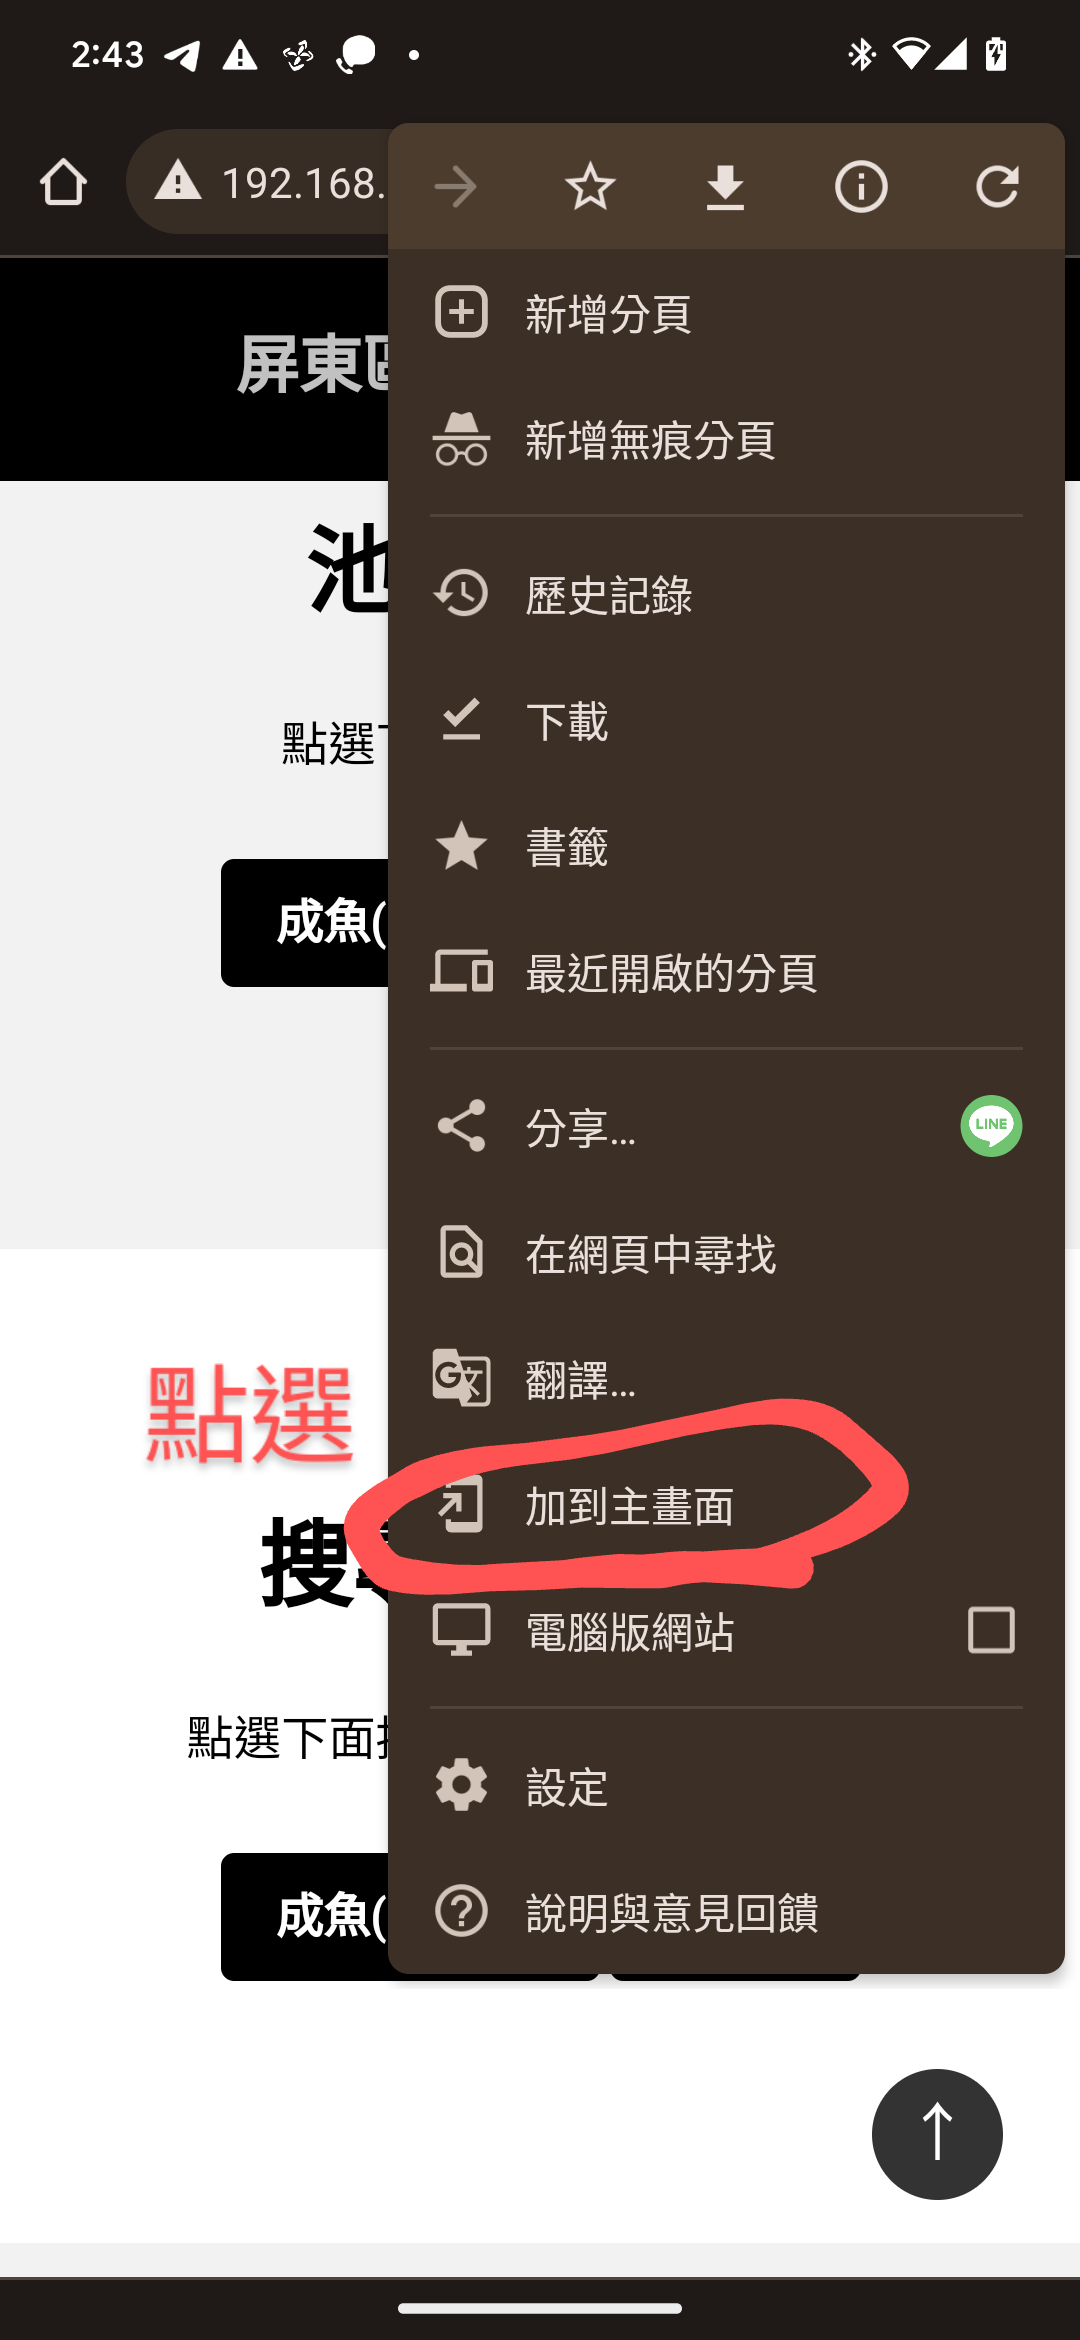 2:43
192.168.
屏東
新增分頁
新增無痕分頁
池
歷史記錄
點選
下載
書籤
成魚(
最近開啟的分頁
分享...
LINE
在網頁中尋找
翻譯...
點選
加到主畫面
搜
電腦版網站
點選下面
設定
成魚(
說明與意見回饋